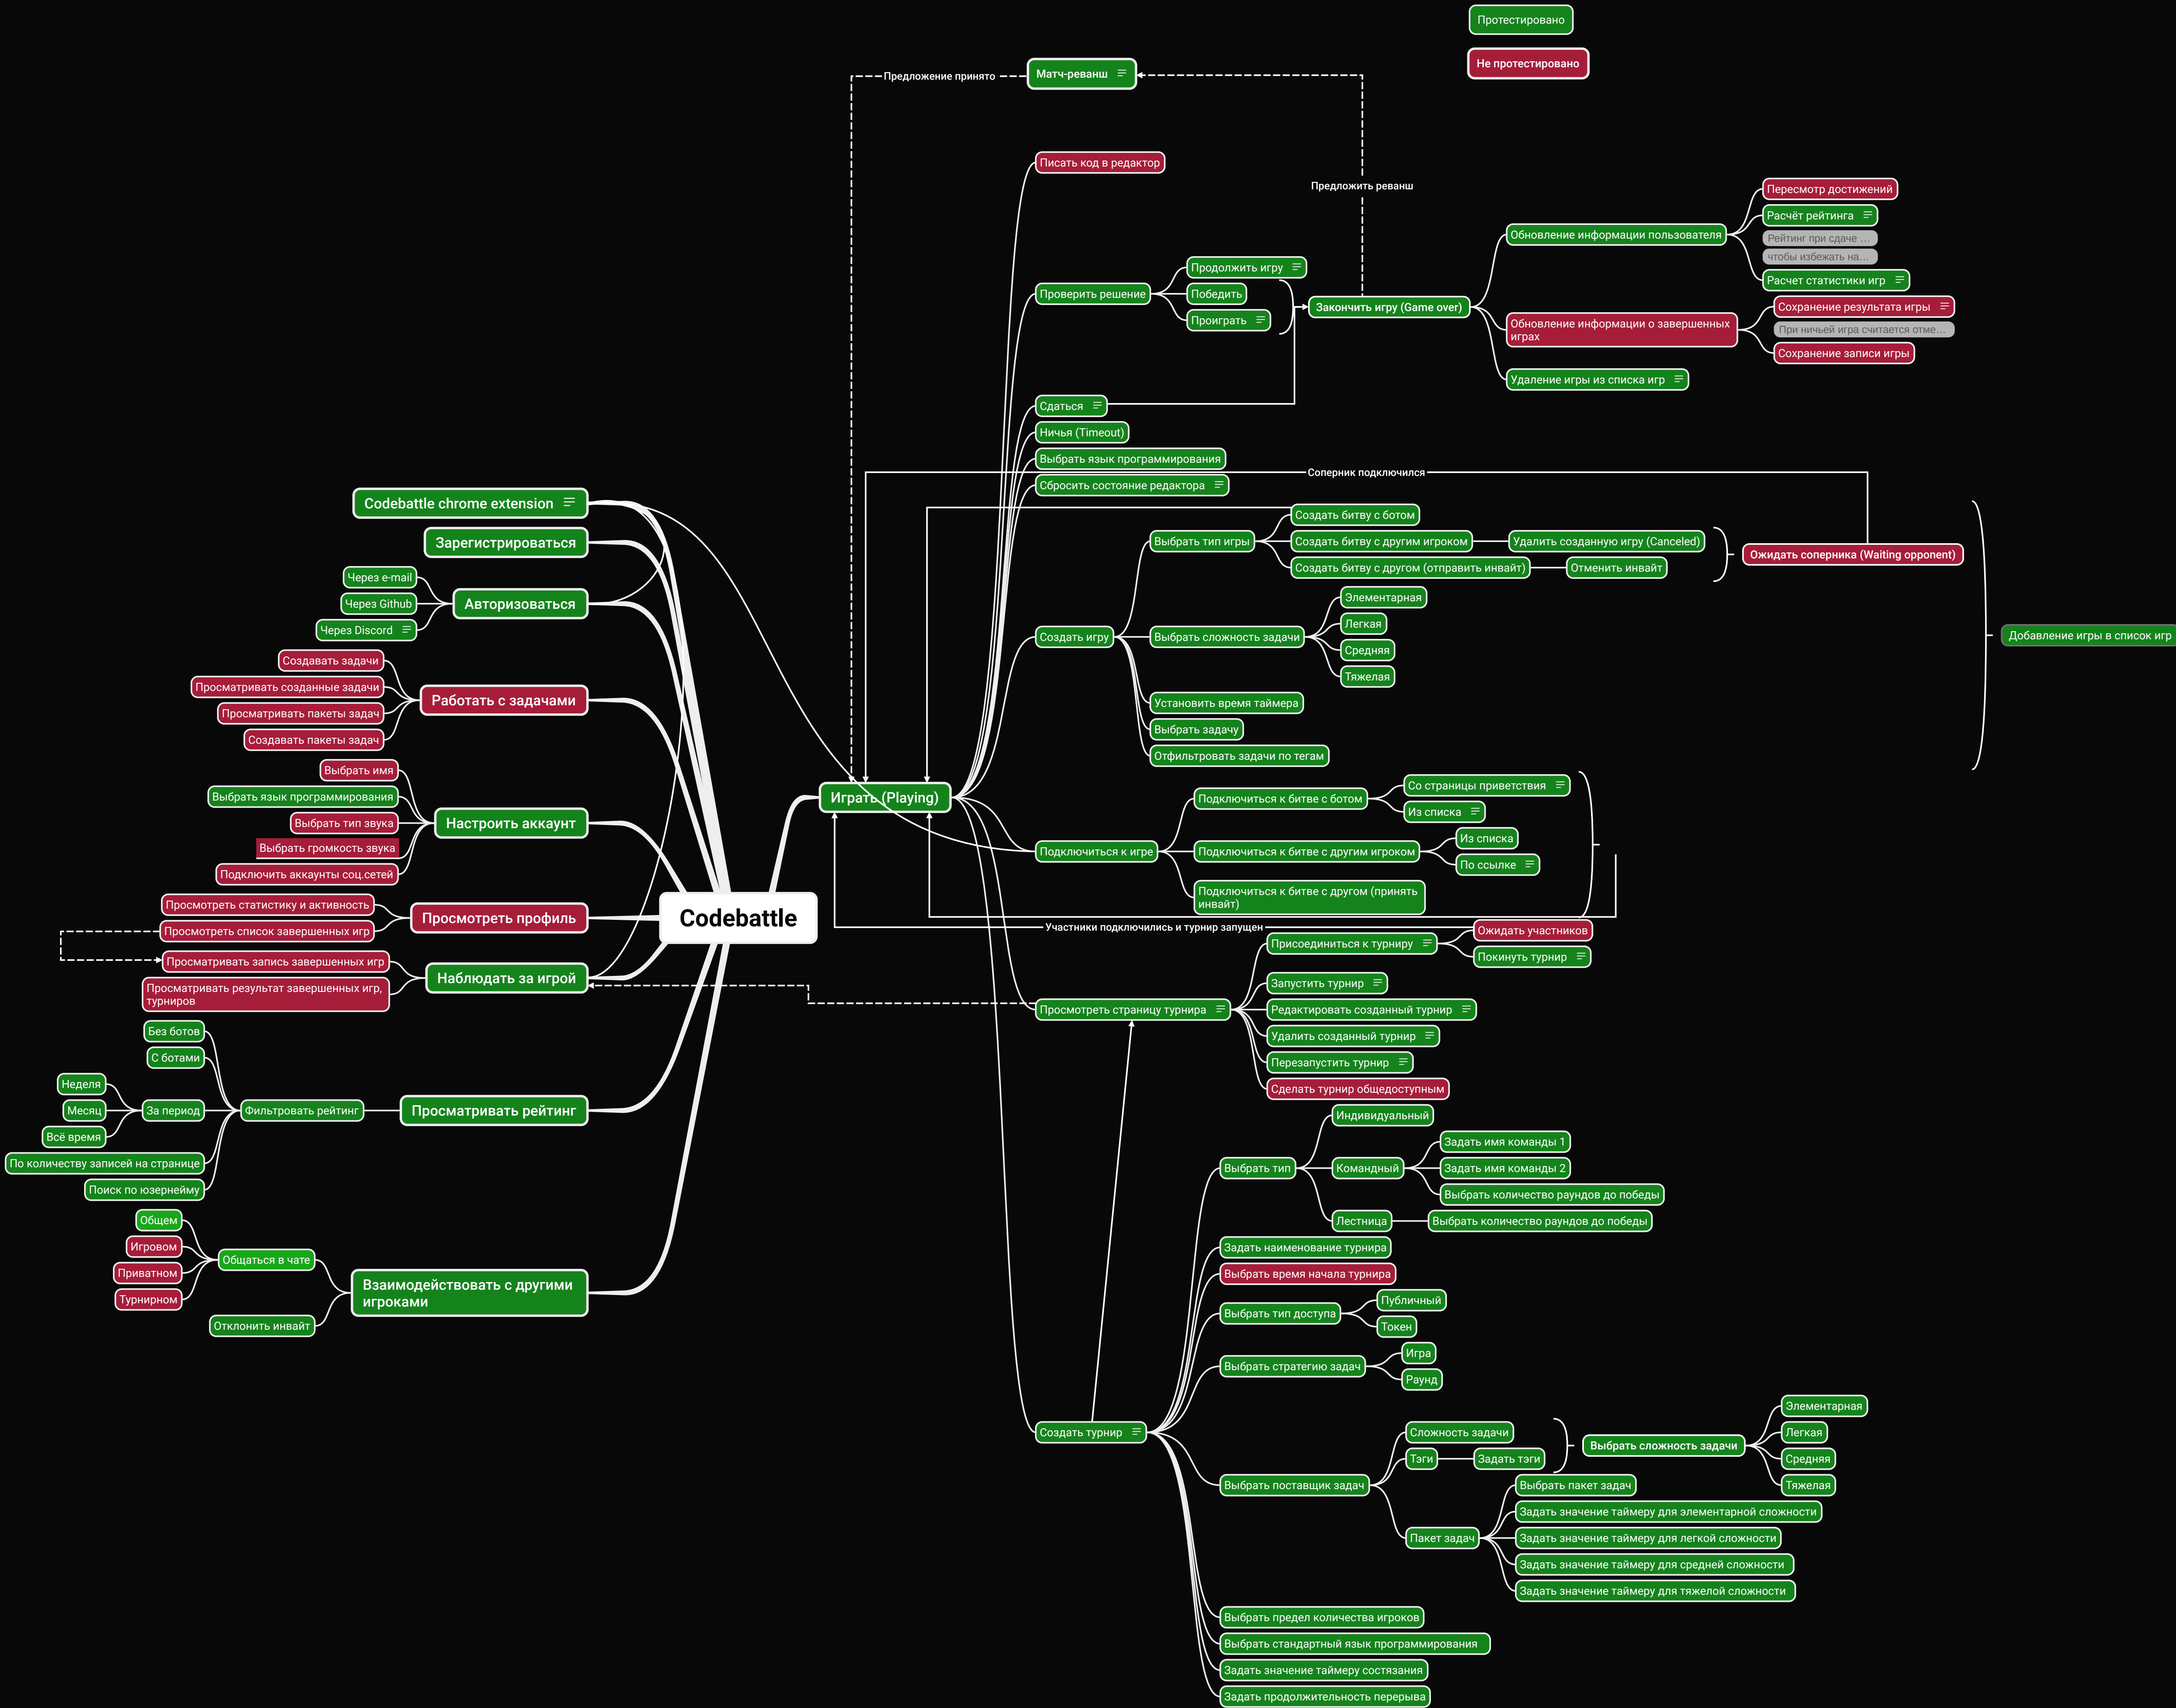 Протестировано
Не протестировано
Матч-реванш
Предложение принято
Предложить реванш
Codebattle
Codebattle chrome extension
Зарегистрироваться
Авторизоваться
Через e-mail
Через Github
Через Discord
Работать с задачами
Создавать задачи
Просматривать созданные задачи
Просматривать пакеты задач
Создавать пакеты задач
Настроить аккаунт
Выбрать имя
Выбрать язык программирования
Выбрать тип звука
Выбрать громкость звука
Подключить аккаунты соц.сетей
Просмотреть профиль
Просмотреть статистику и активность
Просмотреть список завершенных игр
Наблюдать за игрой
Просматривать запись завершенных игр
Просматривать результат завершенных игр,
турниров
Просматривать рейтинг
Фильтровать рейтинг
Без ботов
С ботами
За период
Неделя
Месяц
Всё время
По количеству записей на странице
Поиск по юзернейму
Взаимодействовать с другими
игроками
Общаться в чате
Общем
Игровом
Приватном
Турнирном
Отклонить инвайт
Играть (Playing)
Писать код в редактор
Проверить решение
Продолжить игру
Победить
Проиграть
Закончить игру (Game over)
Обновление информации пользователя
Пересмотр достижений
Расчёт рейтинга
Рейтинг при сдаче ...
чтобы избежать на...
Расчет статистики игр
Обновление информации о завершенных
играх
Сохранение результата игры
При ничьей игра считается отме...
Сохранение записи игры
Удаление игры из списка игр
Сдаться
Ничья (Timeout)
Выбрать язык программирования
Соперник подключился
Сбросить состояние редактора
Создать игру
Выбрать тип игры
Создать битву с ботом
Создать битву с другим игроком
Удалить созданную игру (Canceled)
Создать битву с другом (отправить инвайт)
Отменить инвайт
Ожидать соперника (Waiting opponent)
Добавление игры в список игр
Выбрать сложность задачи
Элементарная
Легкая
Средняя
Тяжелая
Установить время таймера
Выбрать задачу
Отфильтровать задачи по тегам
Подключиться к игре
Подключиться к битве с ботом
Со страницы приветствия
Из списка
Подключиться к битве с другим игроком
Из списка
По ссылке
Подключиться к битве с другом (принять
инвайт)
Участники подключились и турнир запущен
Просмотреть страницу турнира
Присоединиться к турниру
Ожидать участников
Покинуть турнир
Запустить турнир
Редактировать созданный турнир
Удалить созданный турнир
Перезапустить турнир
Сделать турнир общедоступным
Создать турнир
Выбрать тип
Индивидуальный
Командный
Задать имя команды 1
Задать имя команды 2
Выбрать количество раундов до победы
Лестница
Выбрать количество раундов до победы
Задать наименование турнира
Выбрать время начала турнира
Выбрать тип доступа
Публичный
Токен
Выбрать стратегию задач
Игра
Раунд
Выбрать поставщик задач
Сложность задачи
Тэги
Задать тэги
Выбрать сложность задачи
Элементарная
Легкая
Средняя
Тяжелая
Пакет задач
Выбрать пакет задач
Задать значение таймеру для элементарной сложности
Задать значение таймеру для легкой сложности
Задать значение таймеру для средней сложности
Задать значение таймеру для тяжелой сложности
Выбрать предел количества игроков
Выбрать стандартный язык программирования
Задать значение таймеру состязания
Задать продолжительность перерыва